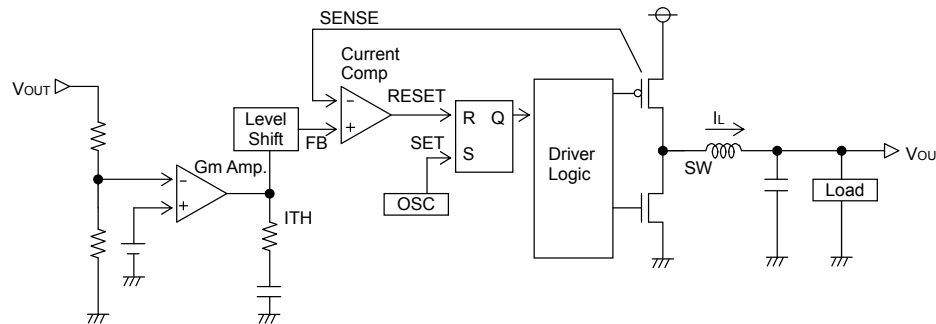 SENSE
Current
Comp
VOUT
RESET
Level
Shift
FB
R Q
SET
S
Gm Amp.
ITH
OSC
Driver
Logic
IL
SW
VOU
Load
- + - +